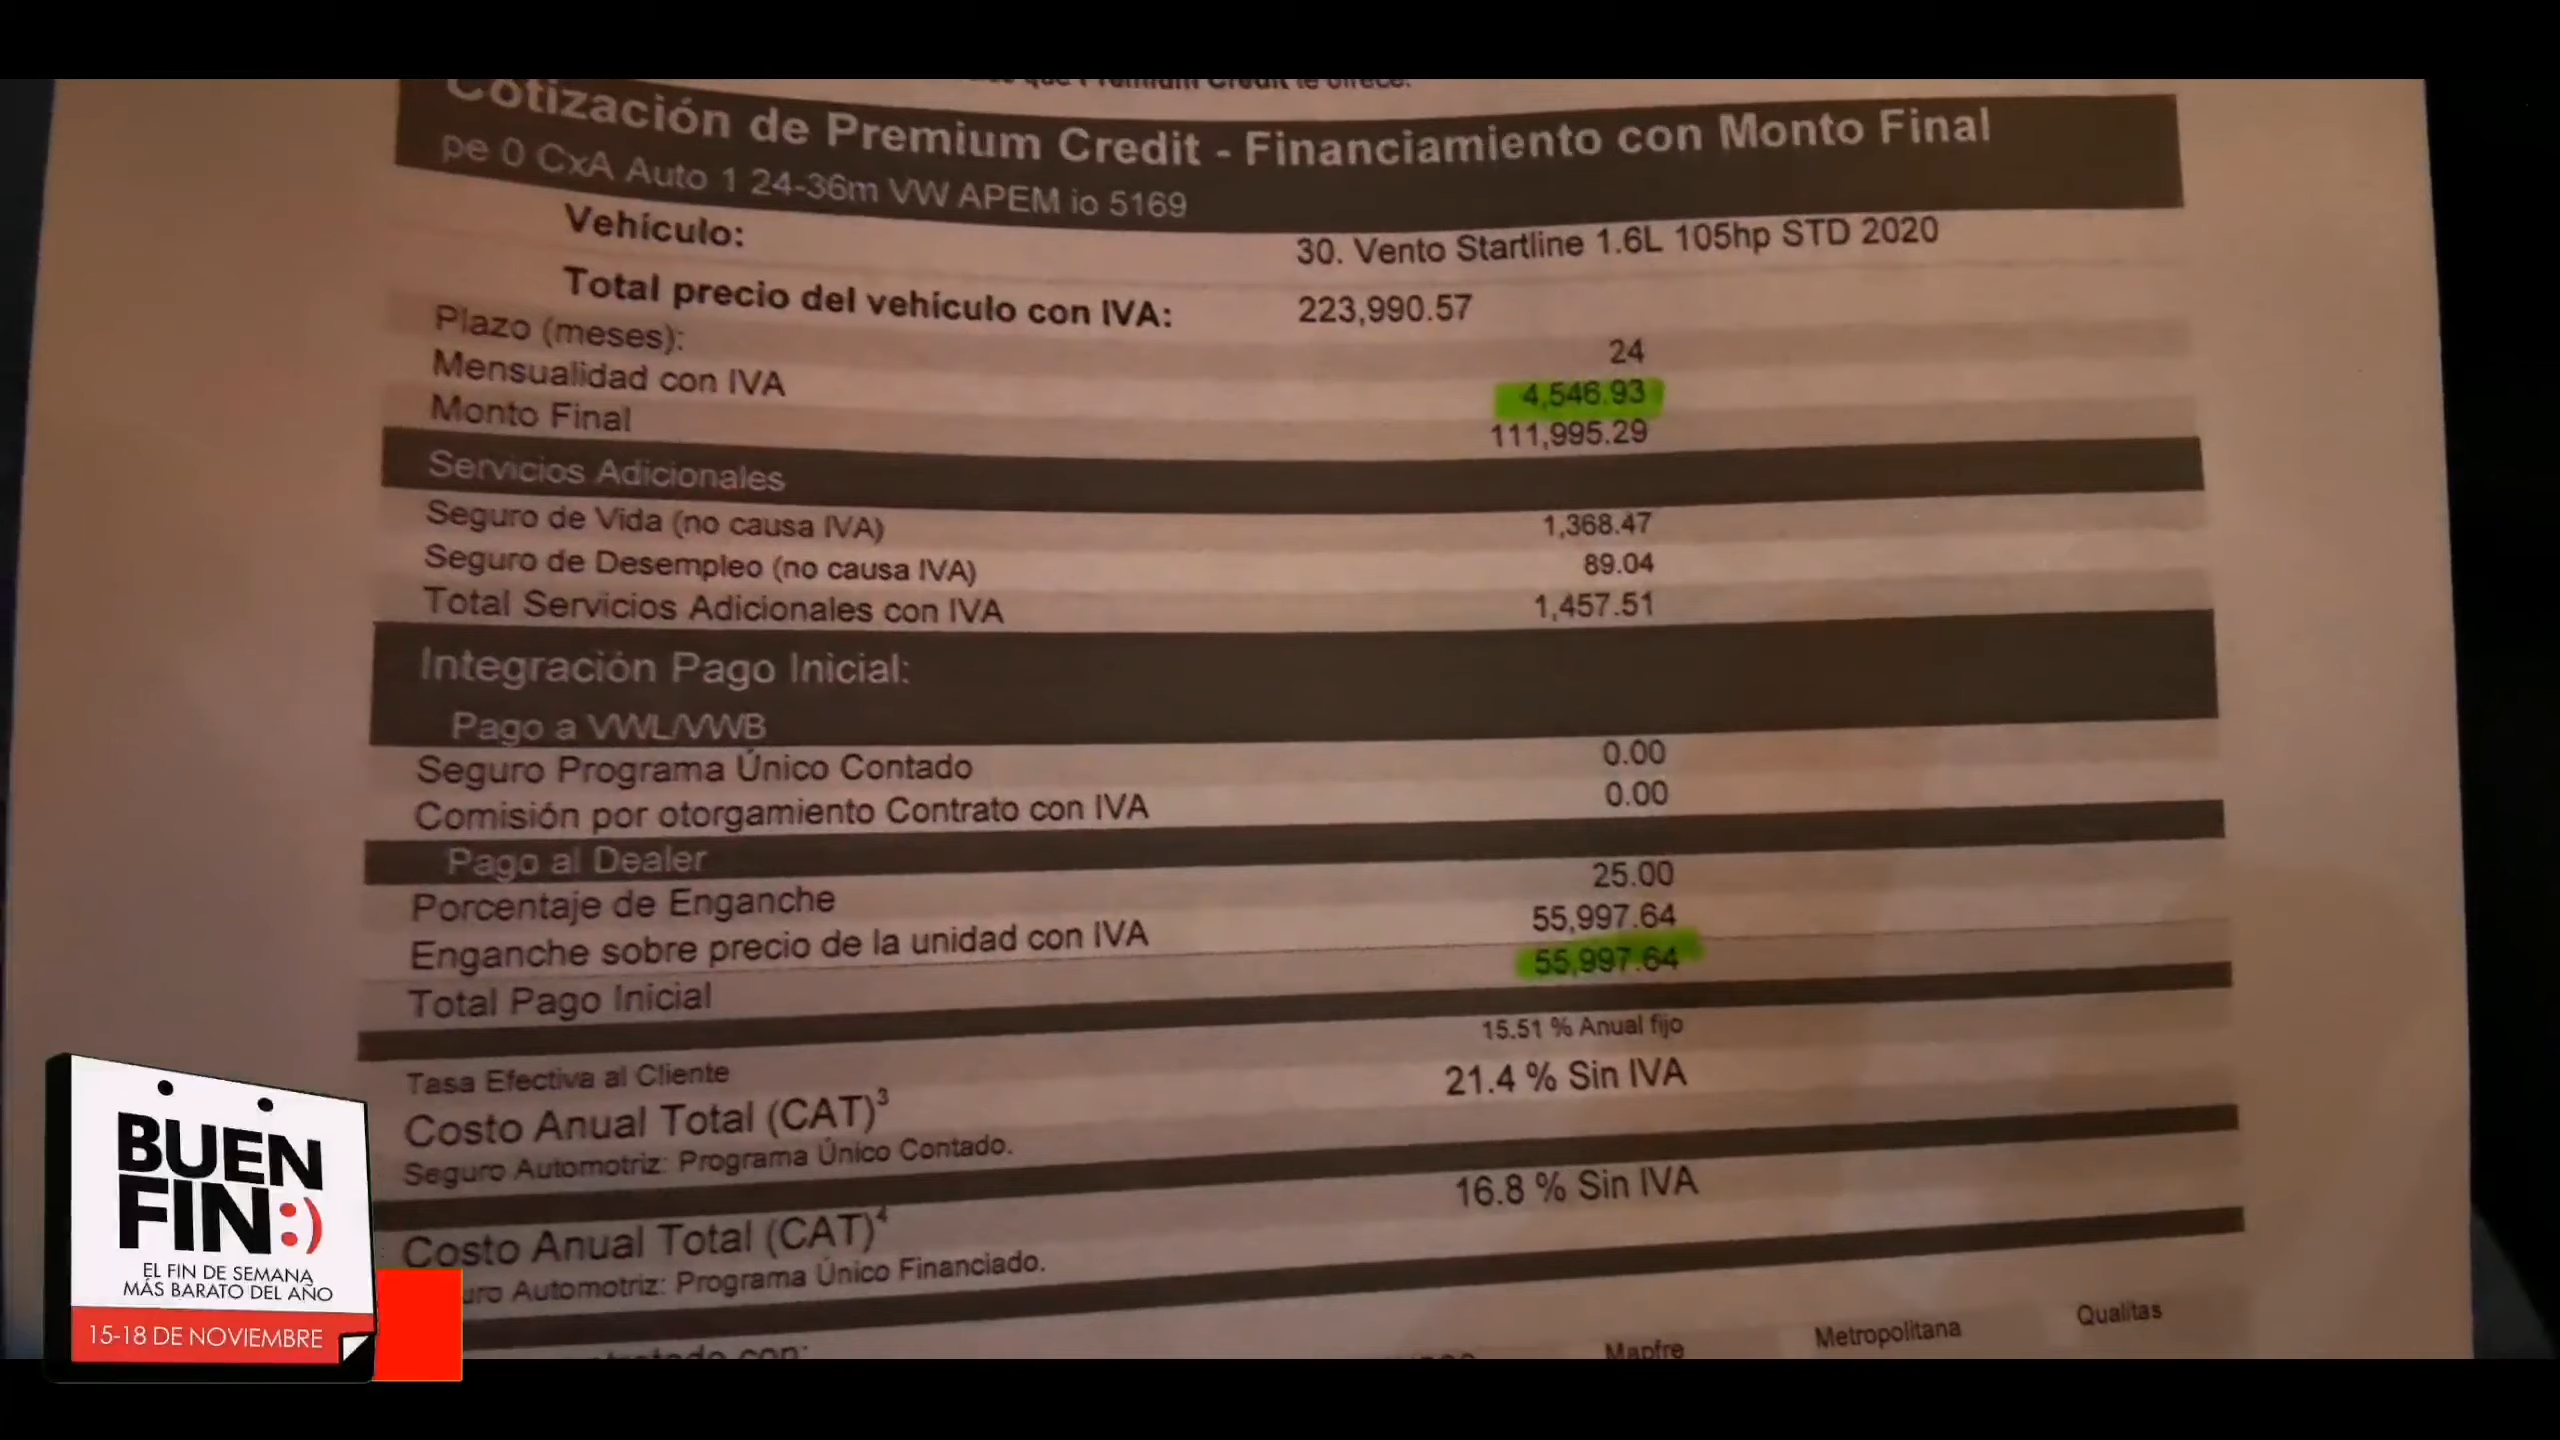 que Premium Credit le ofrece.
Cotización de Premium Credit - Financiamiento con Monto Final
pe 0 CxA Auto 1 24-36m VW APEM io 5169
Vehículo: 30. Vento Startline 1.6L 105hp STD 2020
Total precio del vehículo con IVA: 223,990.57
Plazo (meses): 24
Mensualidad con IVA 4,546.93
Monto Final 111,995.29
Servicios Adicionales
Seguro de Vida (no causa IVA) 1,368.47
Seguro de Desempleo (no causa IVA) 89.04
Total Servicios Adicionales con IVA 1,457.51
Integración Pago Inicial:
Pago a VWL/VWB
Seguro Programa Único Contado 0.00
Comisión por otorgamiento Contrato con IVA 0.00
Pago al Dealer
Porcentaje de Enganche 25.00
Enganche sobre precio de la unidad con IVA 55,997.64
Total Pago Inicial 55,997.64
Tasa Efectiva al Cliente 15.51 % Anual fijo
Costo Anual Total (CAT)³ 21.4 % Sin IVA
Seguro Automotriz: Programa Único Contado.
Costo Anual Total (CAT)⁴ 16.8 % Sin IVA
uro Automotriz: Programa Único Financiado.
con: Mapfre Metropolitana Qualitas
BUEN
FIN:)
EL FIN DE SEMANA
MÁS BARATO DEL AÑO
15-18 DE NOVIEMBRE